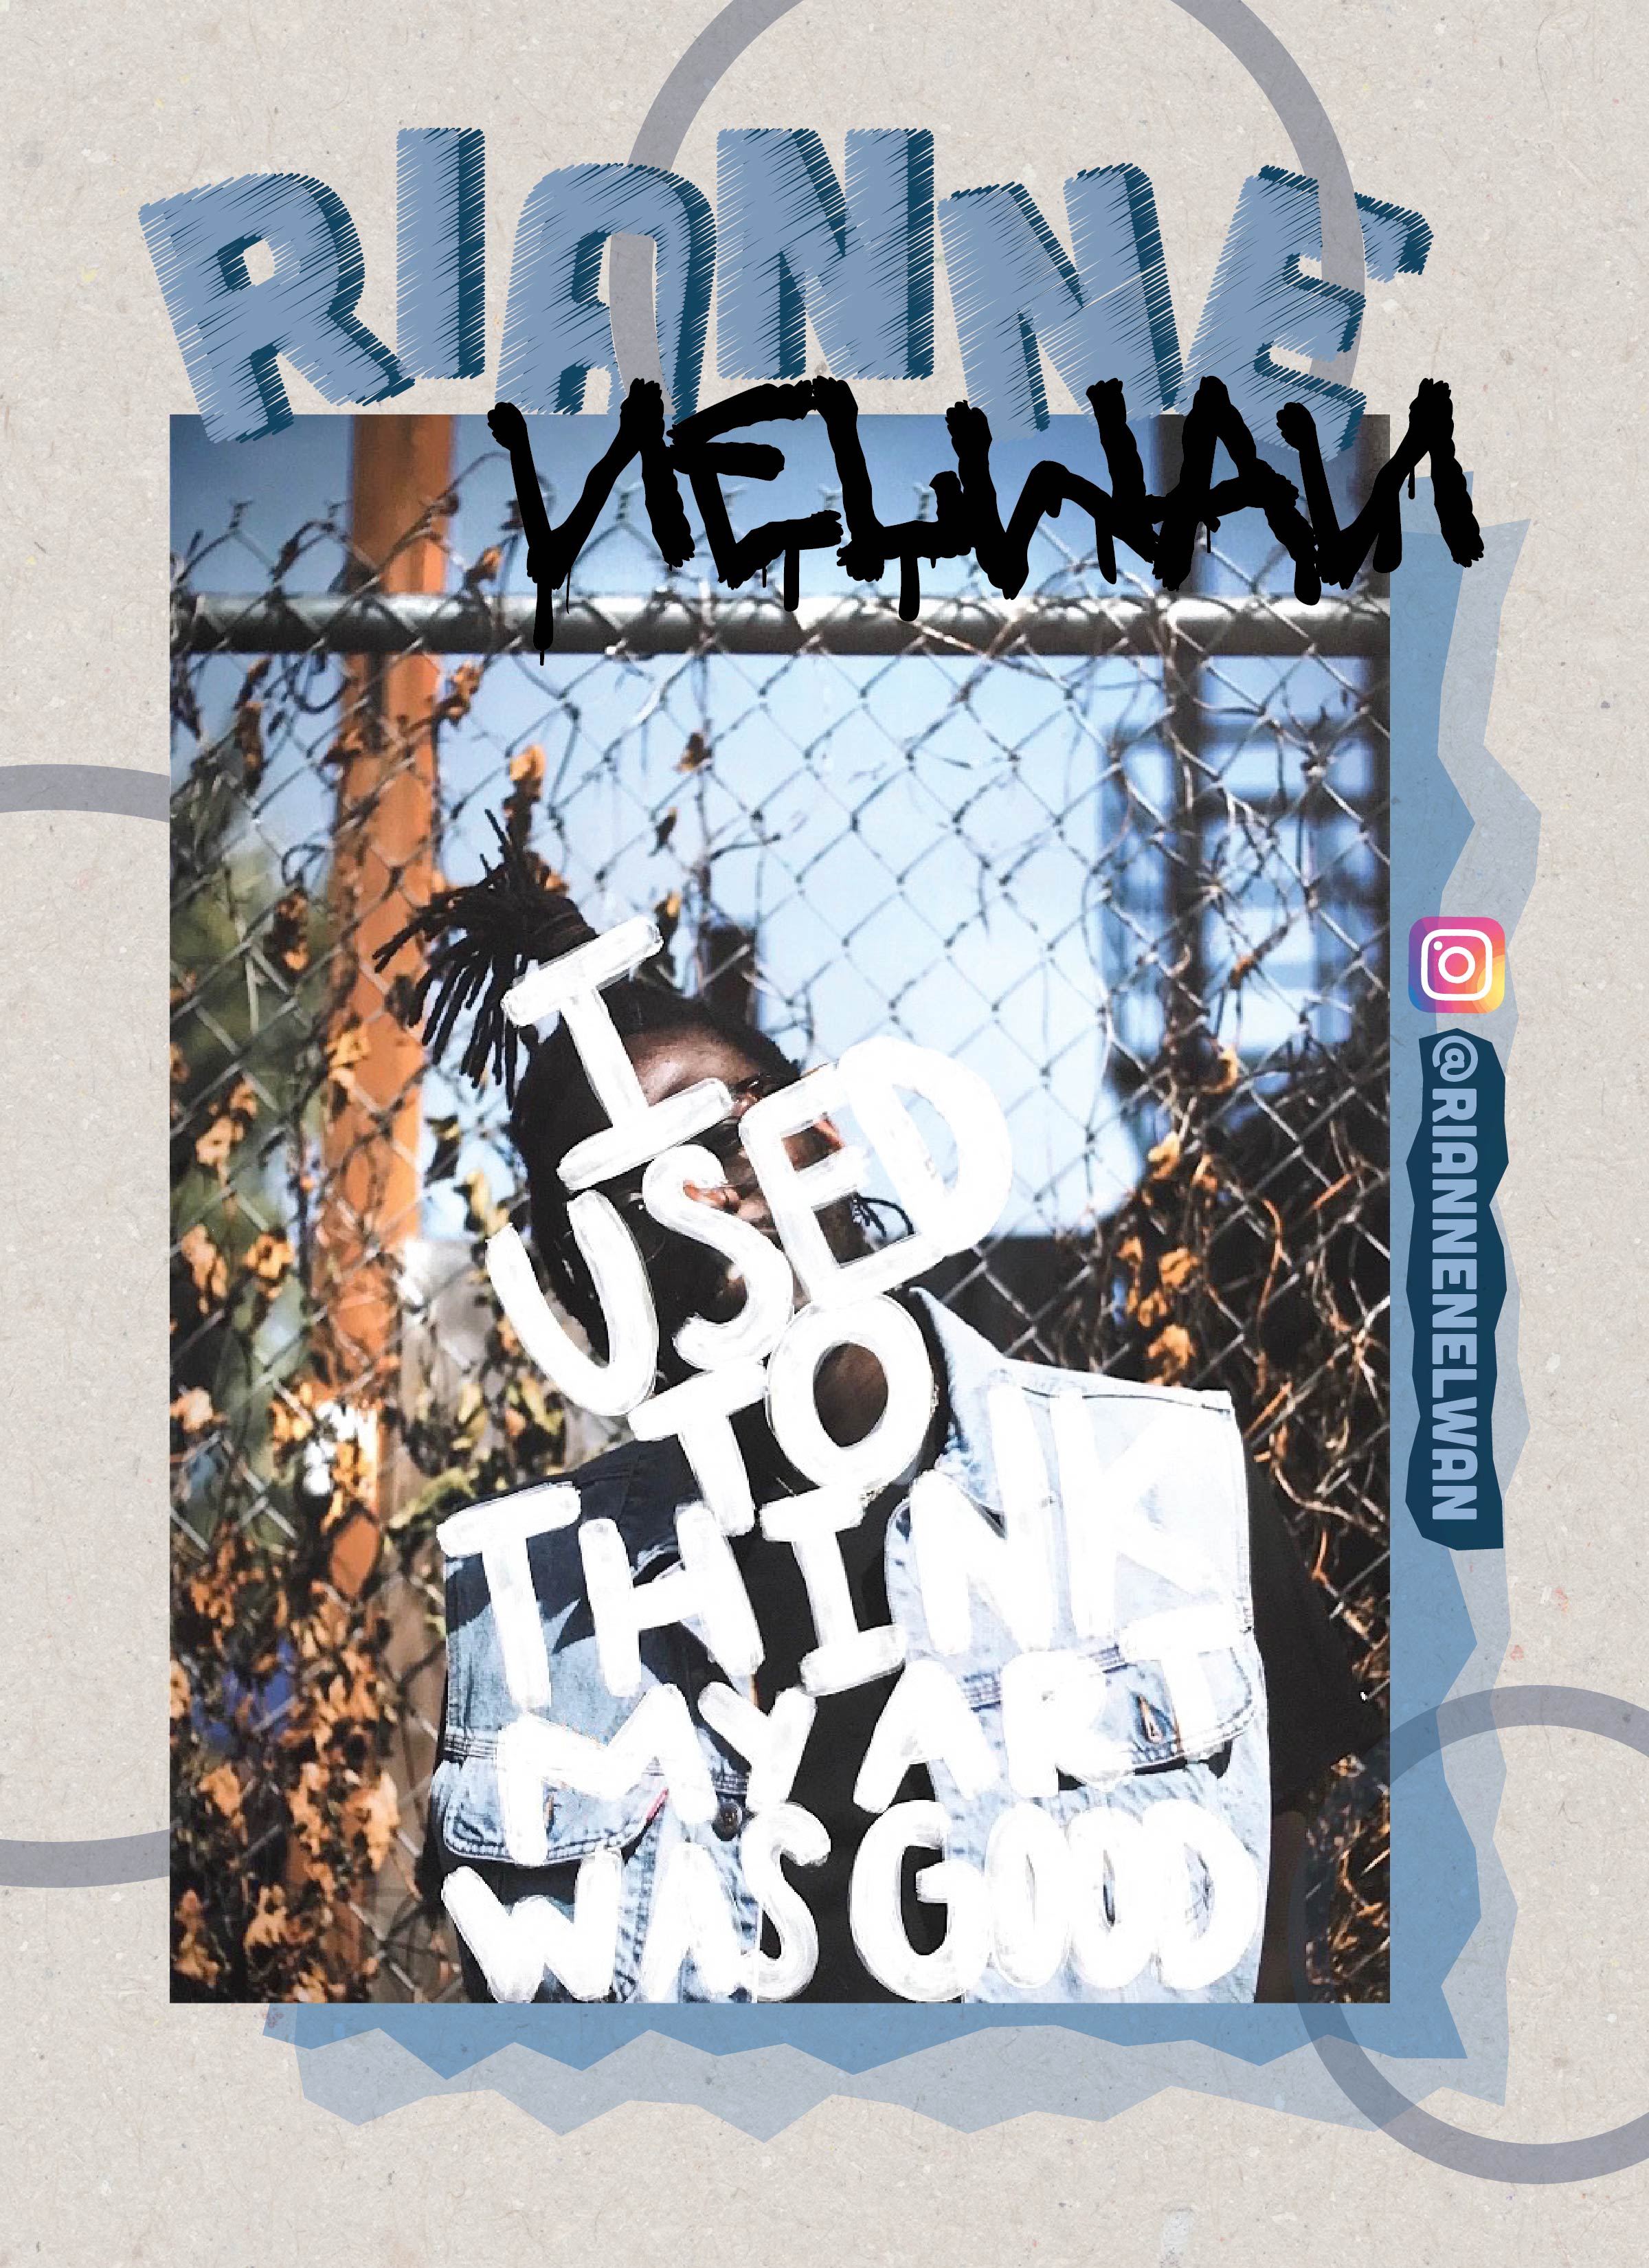 RIANNE
NELWAN
I
USED
TO
THINK
MY ART
WAS GOOD
@RIANNENELWAN